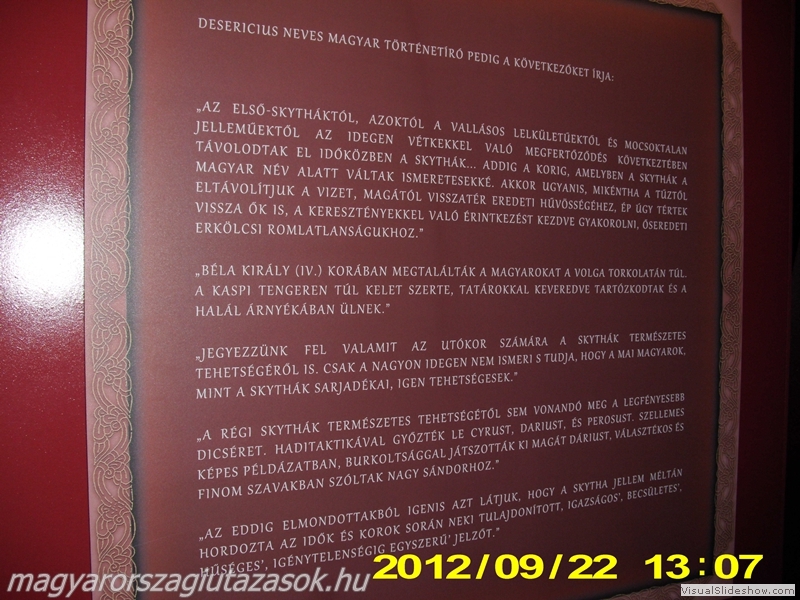 DESERICIUS NEVES MAGYAR TÖRTÉNETÍRÓ PEDIG A KÖVETKEZŐKET ÍRJA:
„AZ ELSŐ-SKYTHÁKTÓL, AZOKTÓL A VALLÁSOS LELKÜLETŰEKTŐL ÉS MOCSOKTALAN
JELLEMŰEKTŐL AZ IDEGEN VÉTKEKKEL VALÓ MEGFERTŐZŐDÉS KÖVETKEZTÉBEN
TÁVOLODTAK EL IDŐKÖZBEN A SKYTHÁK... ADDIG A KORIG, AMELYBEN A SKYTHÁK A
MAGYAR NÉV ALATT VÁLTAK ISMERETESEKKÉ. AKKOR UGYANIS, MIKÉNTHA A TŰZTŐL
ELTÁVOLÍTJUK A VIZET, MAGÁTÓL VISSZATÉR EREDETI HŰVÖSSÉGÉHEZ, ÉP ÚGY TÉRTEK
VISSZA ŐK IS, A KERESZTÉNYEKKEL VALÓ ÉRINTKEZÉST KEZDVE GYAKOROLNI, ŐSEREDETI
ERKÖLCSI ROMLATLANSÁGUKHOZ.”
„BÉLA KIRÁLY (IV.) KORÁBAN MEGTALÁLTÁK A MAGYAROKAT A VOLGA TORKOLATÁN TÚL.
A KASPI TENGEREN TÚL KELET SZERTE, TATÁROKKAL KEVEREDVE TARTÓZKODTAK ÉS A
HALÁL ÁRNYÉKÁBAN ÜLNEK.”
„JEGYEZZÜNK FEL VALAMIT AZ UTÓKOR SZÁMÁRA A SKYTHÁK TERMÉSZETES
TEHETSÉGÉRŐL IS. CSAK A NAGYON IDEGEN NEM ISMERI S TUDJA, HOGY A MAI MAGYAROK,
MINT A SKYTHÁK SARJADÉKAI, IGEN TEHETSÉGESEK.”
„A RÉGI SKYTHÁK TERMÉSZETES TEHETSÉGÉTŐL SEM VONANDÓ MEG A LEGFÉNYESEBB
DICSÉRET. HADITAKTIKÁVAL GYŐZTÉK LE CYRUST, DARIUST, ÉS PEROSUST. SZELLEMES
KÉPES PÉLDÁZATBAN, BURKOLTSÁGGAL JÁTSZOTTÁK KI MAGÁT DÁRIUST, VÁLASZTÉKOS ÉS
FINOM SZAVAKBAN SZÓLTAK NAGY SÁNDORHOZ.”
„AZ EDDIG ELMONDOTTAKBÓL IGENIS AZT LÁTJUK, HOGY A SKYTHA JELLEM MÉLTÁN
HORDOZTA AZ IDŐK ÉS KOROK SORÁN NEKI TULAJDONÍTOTT, IGAZSÁGOS', BECSÜLETES',
HŰSÉGES', IGÉNYTELENSÉGIG EGYSZERŰ' JELZŐT.”
magyarorszagiutazasok.hu
2012/09/22 13:07
VisualSlideshow.com